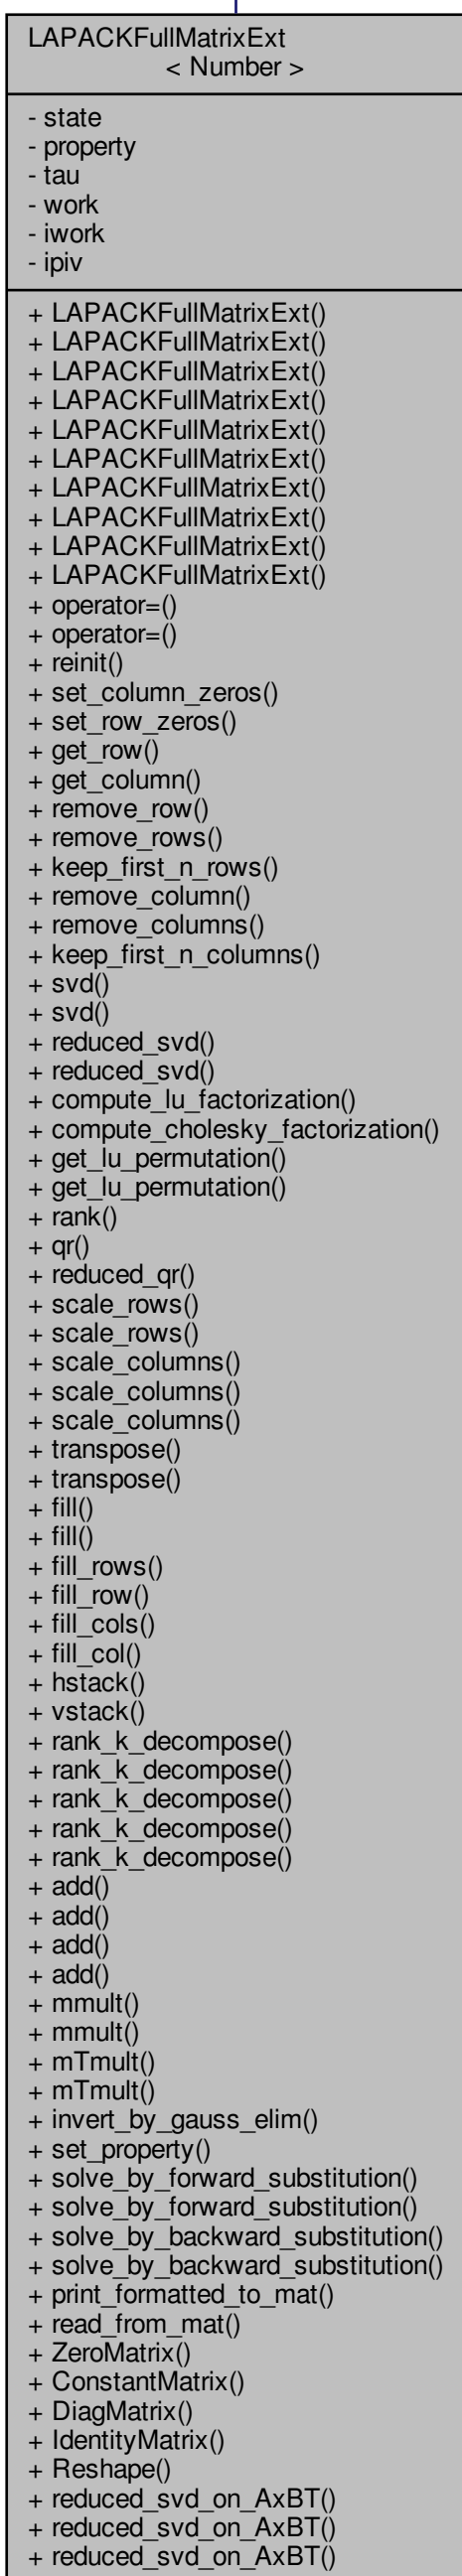 LAPACKFullMatrixExt
< Number >
- state
- property
- tau
- work
- iwork
- ipiv
+ LAPACKFullMatrixExt()
+ LAPACKFullMatrixExt()
+ LAPACKFullMatrixExt()
+ LAPACKFullMatrixExt()
+ LAPACKFullMatrixExt()
+ LAPACKFullMatrixExt()
+ LAPACKFullMatrixExt()
+ LAPACKFullMatrixExt()
+ LAPACKFullMatrixExt()
+ LAPACKFullMatrixExt()
+ operator=()
+ operator=()
+ reinit()
+ set_column_zeros()
+ set_row_zeros()
+ get_row()
+ get_column()
+ remove_row()
+ remove_rows()
+ keep_first_n_rows()
+ remove_column()
+ remove_columns()
+ keep_first_n_columns()
+ svd()
+ svd()
+ reduced_svd()
+ reduced_svd()
+ compute_lu_factorization()
+ compute_cholesky_factorization()
+ get_lu_permutation()
+ get_lu_permutation()
+ rank()
+ qr()
+ reduced_qr()
+ scale_rows()
+ scale_rows()
+ scale_columns()
+ scale_columns()
+ scale_columns()
+ transpose()
+ transpose()
+ fill()
+ fill()
+ fill_rows()
+ fill_row()
+ fill_cols()
+ fill_col()
+ hstack()
+ vstack()
+ rank_k_decompose()
+ rank_k_decompose()
+ rank_k_decompose()
+ rank_k_decompose()
+ rank_k_decompose()
+ add()
+ add()
+ add()
+ add()
+ mmult()
+ mmult()
+ mTmult()
+ mTmult()
+ invert_by_gauss_elim()
+ set_property()
+ solve_by_forward_substitution()
+ solve_by_forward_substitution()
+ solve_by_backward_substitution()
+ solve_by_backward_substitution()
+ print_formatted_to_mat()
+ read_from_mat()
+ ZeroMatrix()
+ ConstantMatrix()
+ DiagMatrix()
+ IdentityMatrix()
+ Reshape()
+ reduced_svd_on_AxBT()
+ reduced_svd_on_AxBT()
+ reduced_svd_on_AxBT()